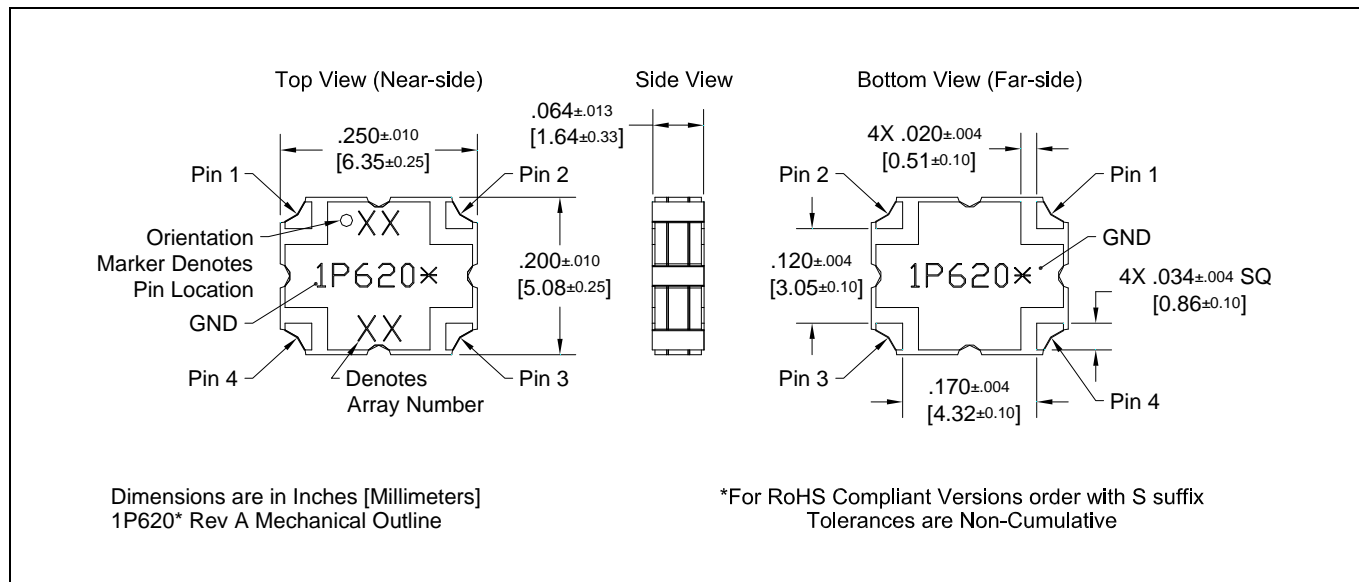 Top View (Near-side)
Side View
Bottom View (Far-side)
.250±.010
[6.35±0.25]
.064±.013
[1.64±0.33]
4X .020±.004
[0.51±0.10]
Pin 1
Pin 2
Pin 2
Pin 1
Orientation
Marker Denotes
Pin Location
XX
1P620*
GND
.200±.010
[5.08±0.25]
.120±.004
[3.05±0.10]
1P620*
GND
4X .034±.004 SQ
[0.86±0.10]
XX
Pin 4
Denotes
Array Number
Pin 3
Pin 3
.170±.004
[4.32±0.10]
Pin 4
Dimensions are in Inches [Millimeters]
1P620* Rev A Mechanical Outline
*For RoHS Compliant Versions order with S suffix
Tolerances are Non-Cumulative